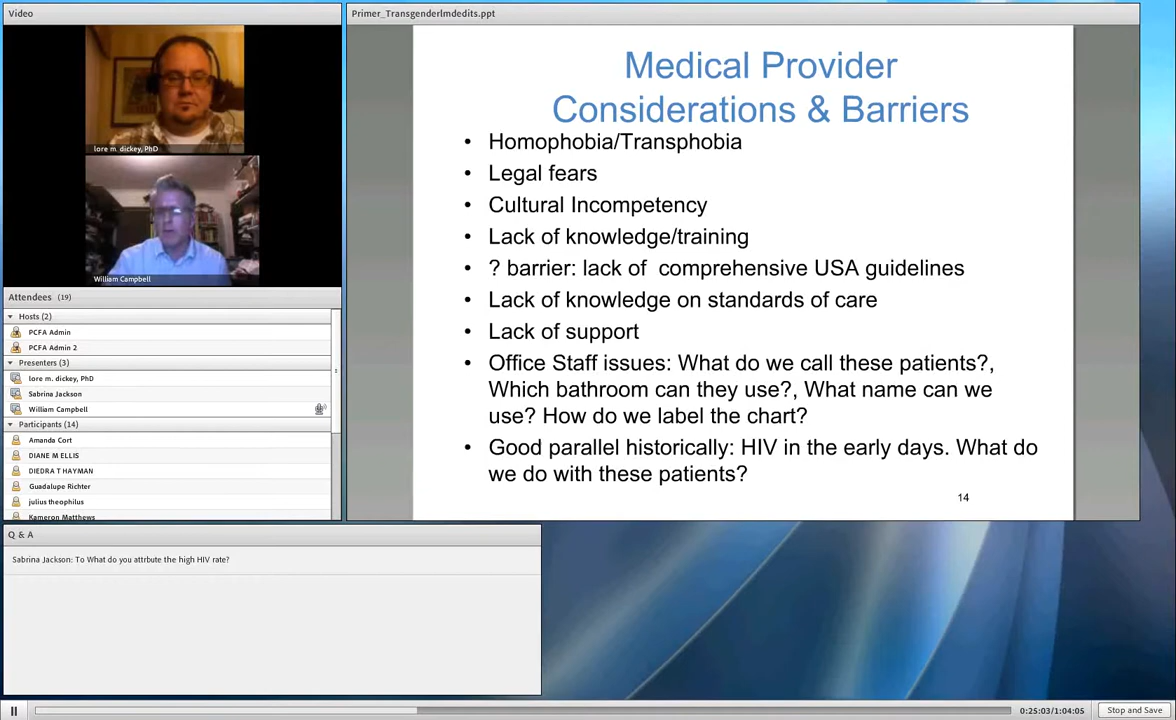 Video
lore m. dickey, PhD
William Campbell
Attendees (19)
Hosts (2)
PCFA Admin
PCFA Admin 2
Presenters (3)
lore m. dickey, PhD
Sabrina Jackson
William Campbell
Participants (14)
Amanda Cort
DIANE M ELLIS
DIEDRA T HAYMAN
Guadalupe Richter
julius theophilus
Kameron Matthews
Primer_Transgenderlmdedits.ppt
Medical Provider
Considerations & Barriers
• Homophobia/Transphobia
• Legal fears
• Cultural Incompetency
• Lack of knowledge/training
• ? barrier: lack of comprehensive USA guidelines
• Lack of knowledge on standards of care
• Lack of support
• Office Staff issues: What do we call these patients?,
Which bathroom can they use?, What name can we
use? How do we label the chart?
• Good parallel historically: HIV in the early days. What do
we do with these patients?
14
Q & A
Sabrina Jackson: To What do you attrbute the high HIV rate?
0:25:03/1:04:05
Stop and Save